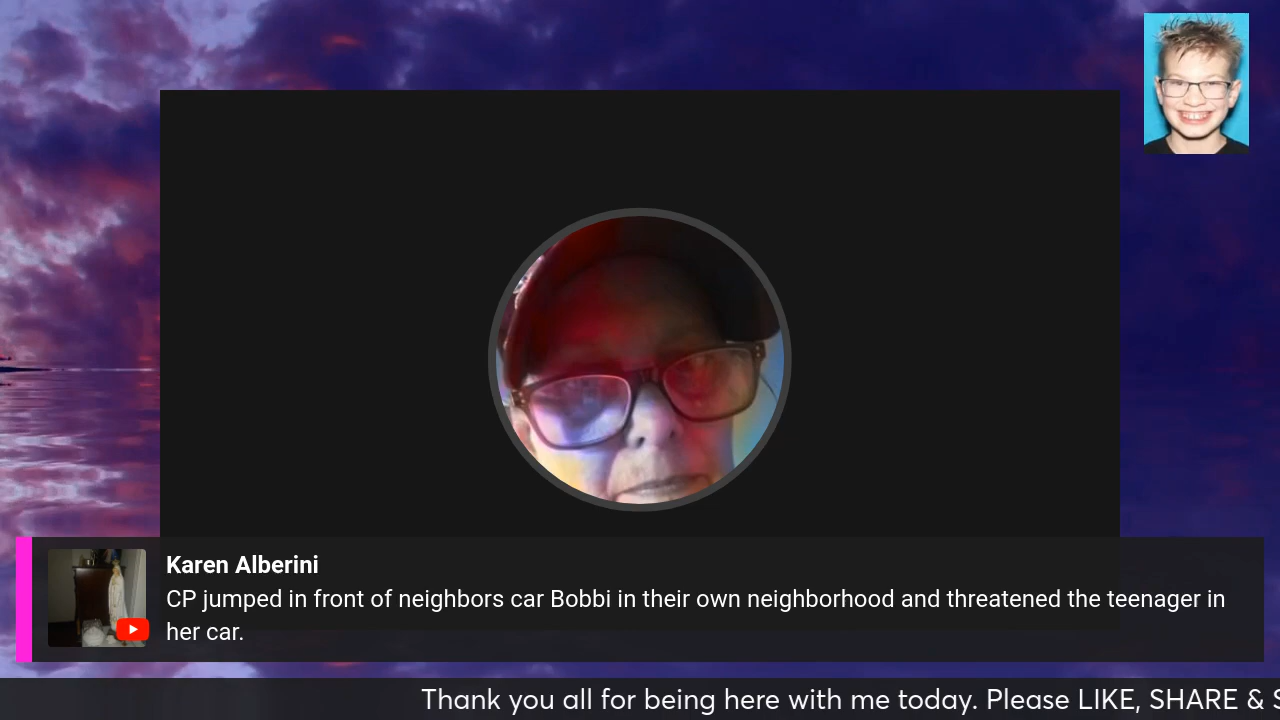 Karen Alberini
CP jumped in front of neighbors car Bobbi in their own neighborhood and threatened the teenager in
her car.
Thank you all for being here with me today. Please LIKE, SHARE & S